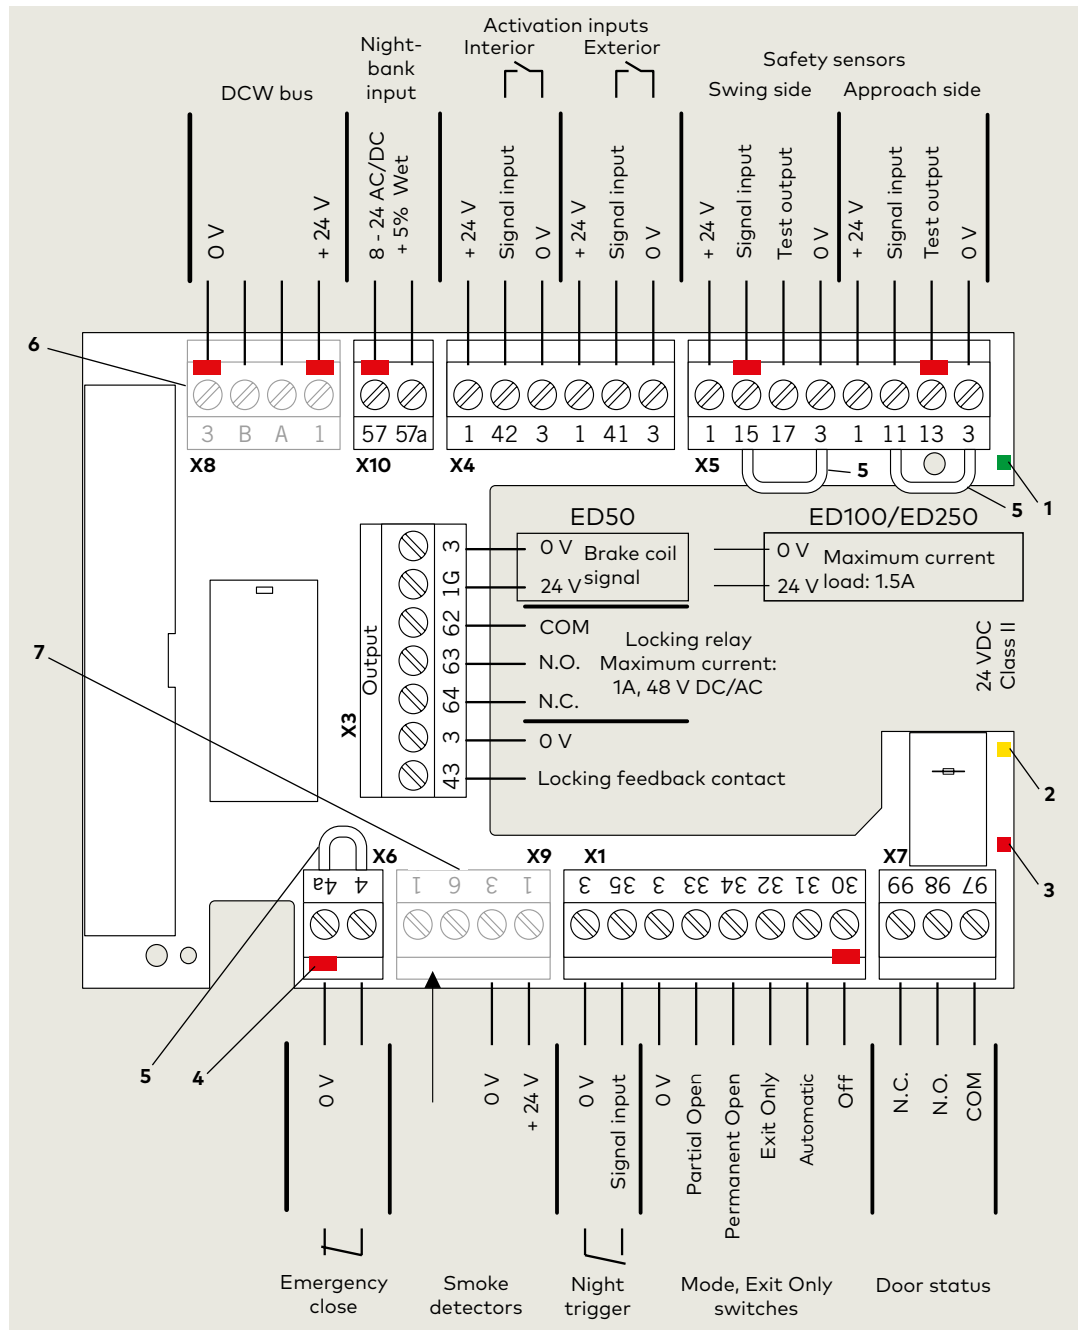 Activation inputs
Night-
bank
input
Interior
Exterior
Safety sensors
DCW bus
Swing side
Approach side
0 V
+ 24 V
8 - 24 AC/DC
+ 5% Wet
+ 24 V
Signal input
0 V
+ 24 V
Signal input
0 V
+ 24 V
Signal input
Test output
0 V
+ 24 V
Signal input
Test output
0 V
6
3 B A 1
57 57a
1 42 3 1 41 3
1 15 17 3 1 11 13 3
X8
X10
X4
X5
5
5
1
ED50
ED100/ED250
Output
X3
3
1G
62
63
64
3
43
0 V
24 V
Brake coil
signal
0 V
24 V
Maximum current
load: 1.5A
COM
N.O.
N.C.
Locking relay
Maximum current:
1A, 48 V DC/AC
0 V
Locking feedback contact
24 VDC
Class II
7
2
3
X6
X9
X1
X7
4a 4
1 6 3 1
3 35 3 33 34 32 31 30
99 98 97
5
4
0 V
0 V
+ 24 V
0 V
Signal input
0 V
Partial Open
Permanent Open
Exit Only
Automatic
Off
N.C.
N.O.
COM
Emergency
close
Smoke
detectors
Night
trigger
Mode, Exit Only
switches
Door status